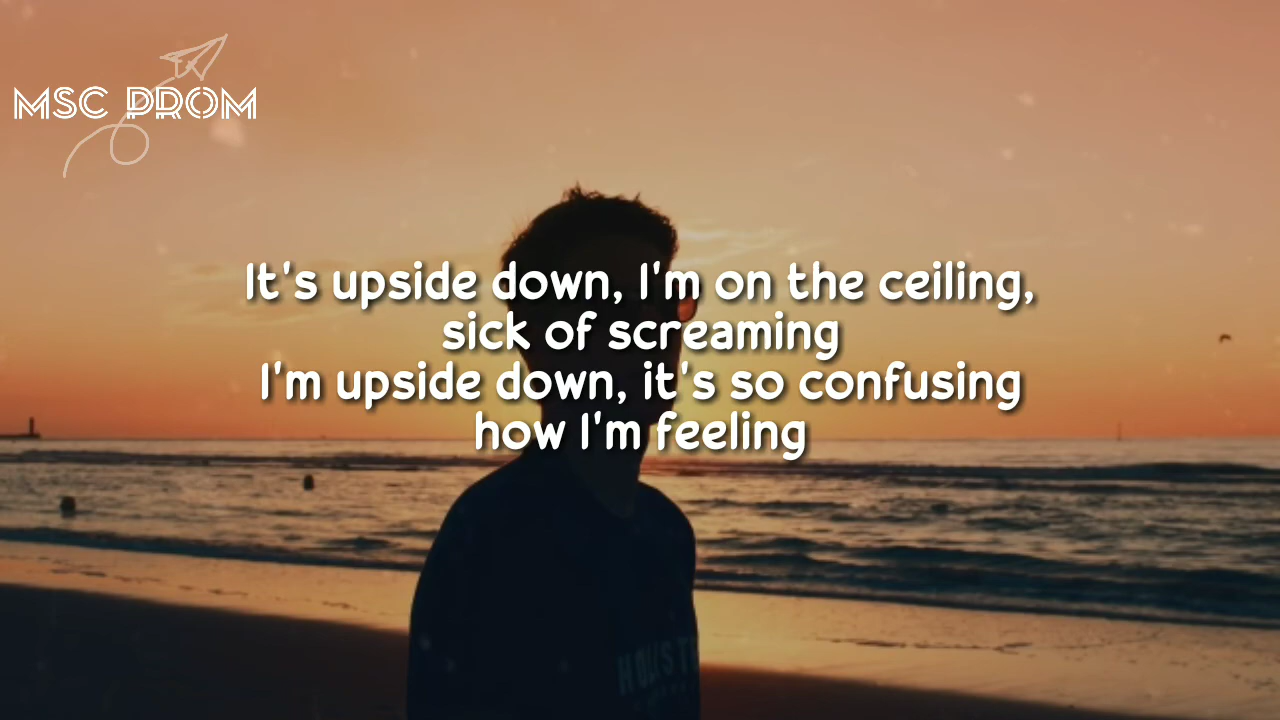 MSC PROM
It's upside down, I'm on the ceiling,
sick of screaming
I'm upside down, it's so confusing
how I'm feeling